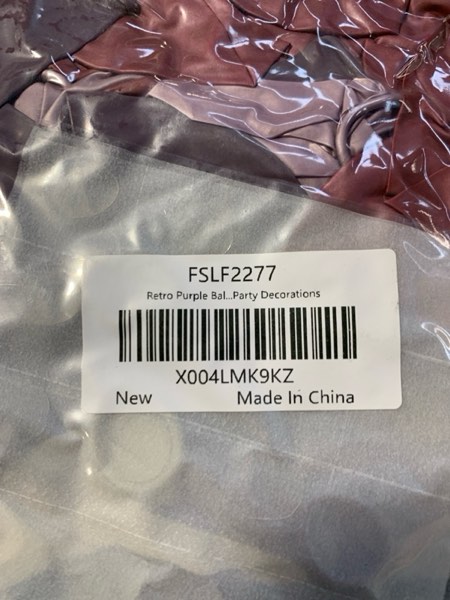 FSLF2277
Retro Purple Bal...Party Decorations
X004LMK9KZ
New Made In China